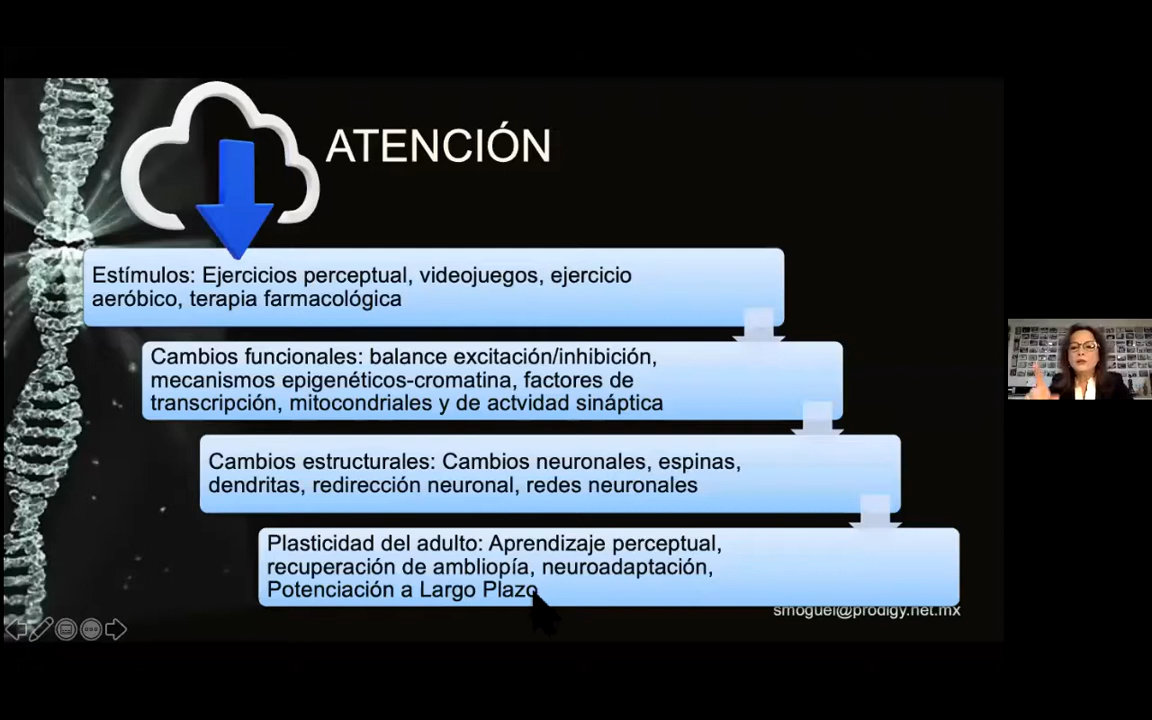 ATENCIÓN
Estímulos: Ejercicios perceptual, videojuegos, ejercicio
aeróbico, terapia farmacológica
Cambios funcionales: balance excitación/inhibición,
mecanismos epigenéticos-cromatina, factores de
transcripción, mitocondriales y de actvidad sináptica
Cambios estructurales: Cambios neuronales, espinas,
dendritas, redirección neuronal, redes neuronales
Plasticidad del adulto: Aprendizaje perceptual,
recuperación de ambliopía, neuroadaptación,
Potenciación a Largo Plazo
smoguel@prodigy.net.mx